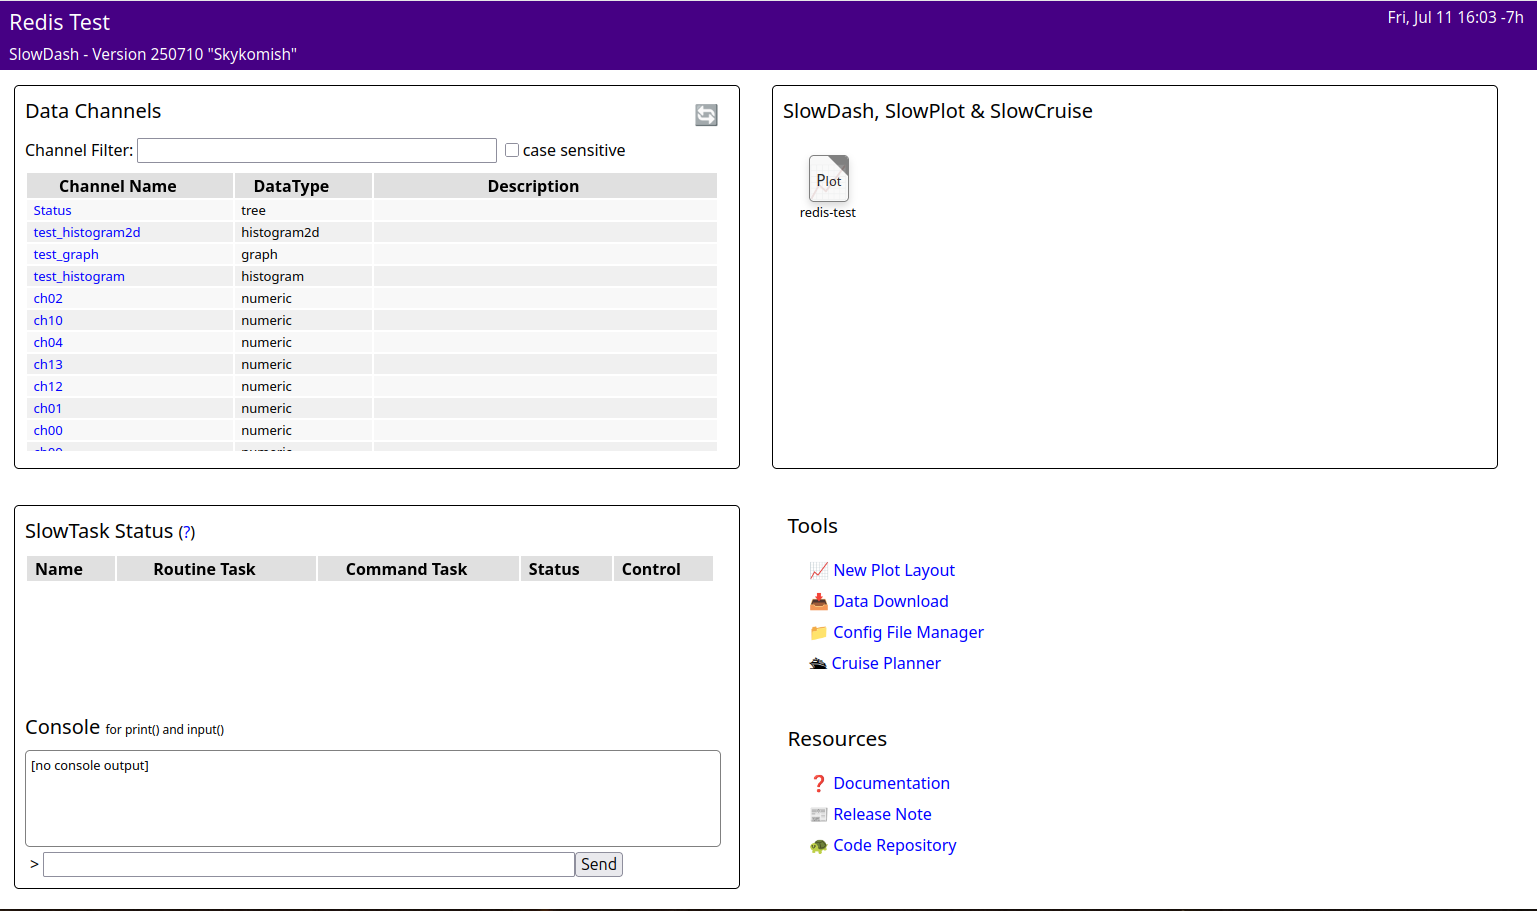 Redis Test
Fri, Jul 11 16:03 -7h
SlowDash - Version 250710 "Skykomish"
Data Channels
Channel Filter: case sensitive
Channel Name DataType Description
Status tree
test_histogram2d histogram2d
test_graph graph
test_histogram histogram
ch02 numeric
ch10 numeric
ch04 numeric
ch13 numeric
ch12 numeric
ch01 numeric
ch00 numeric
SlowDash, SlowPlot & SlowCruise
Plot
redis-test
SlowTask Status (?)
Name Routine Task Command Task Status Control
Console for print() and input()
[no console output]
> Send
Tools
New Plot Layout
Data Download
Config File Manager
Cruise Planner
Resources
Documentation
Release Note
Code Repository